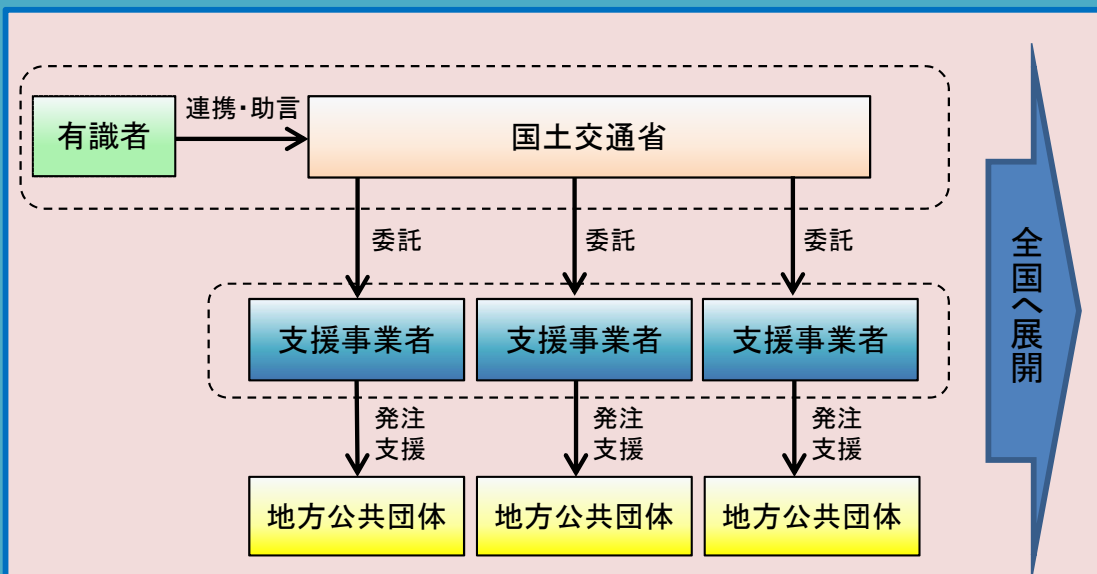 連携・助言
有識者
国土交通省
委託
委託
委託
支援事業者
支援事業者
支援事業者
発注
支援
発注
支援
発注
支援
地方公共団体
地方公共団体
地方公共団体
全国へ展開